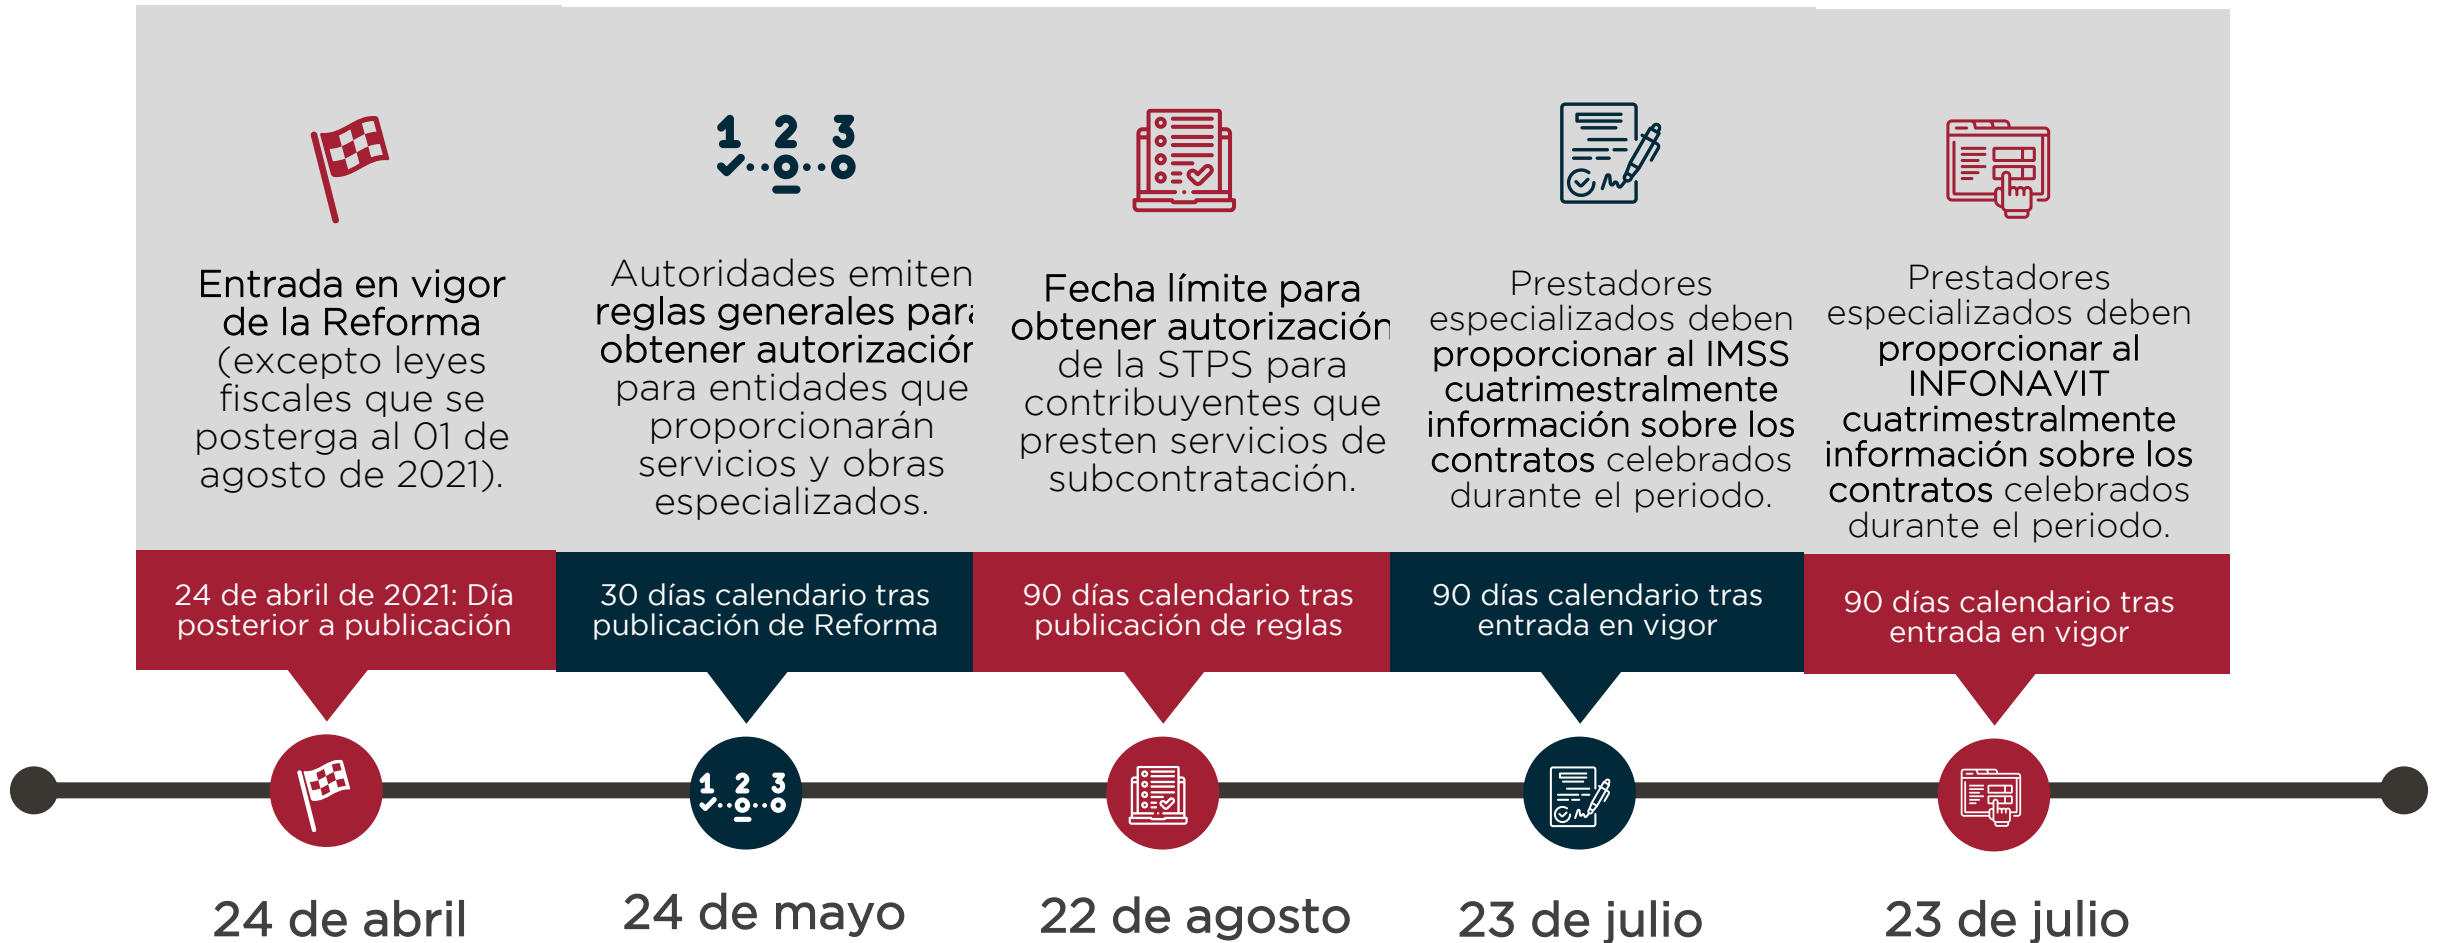 Entrada en vigor
de la Reforma
(excepto leyes
fiscales que se
posterga al 01 de
agosto de 2021).
24 de abril de 2021: Día
posterior a publicación
24 de abril
1 2 3
Autoridades emiten
reglas generales para
obtener autorización
para entidades que
proporcionarán
servicios y obras
especializados.
30 días calendario tras
publicación de Reforma
1 2 3
24 de mayo
Fecha límite para
obtener autorización
de la STPS para
contribuyentes que
presten servicios de
subcontratación.
90 días calendario tras
publicación de reglas
22 de agosto
Prestadores
especializados deben
proporcionar al IMSS
cuatrimestralmente
información sobre los
contratos celebrados
durante el periodo.
90 días calendario tras
entrada en vigor
23 de julio
Prestadores
especializados deben
proporcionar al
INFONAVIT
cuatrimestralmente
información sobre los
contratos celebrados
durante el periodo.
90 días calendario tras
entrada en vigor
23 de julio